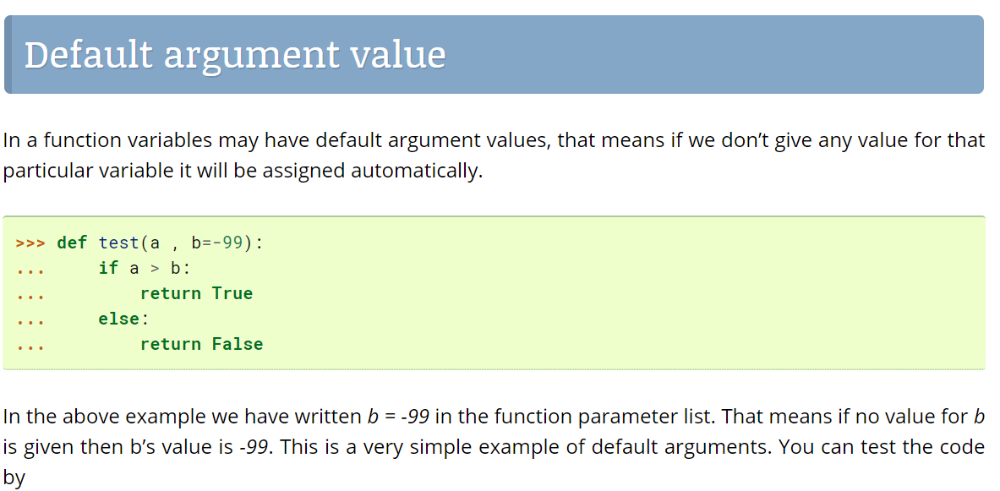 Default argument value
In a function variables may have default argument values, that means if we don’t give any value for that
particular variable it will be assigned automatically.
>>> def test(a , b=-99):
...     if a > b:
...         return True
...     else:
...         return False
In the above example we have written b = -99 in the function parameter list. That means if no value for b
is given then b’s value is -99. This is a very simple example of default arguments. You can test the code
by